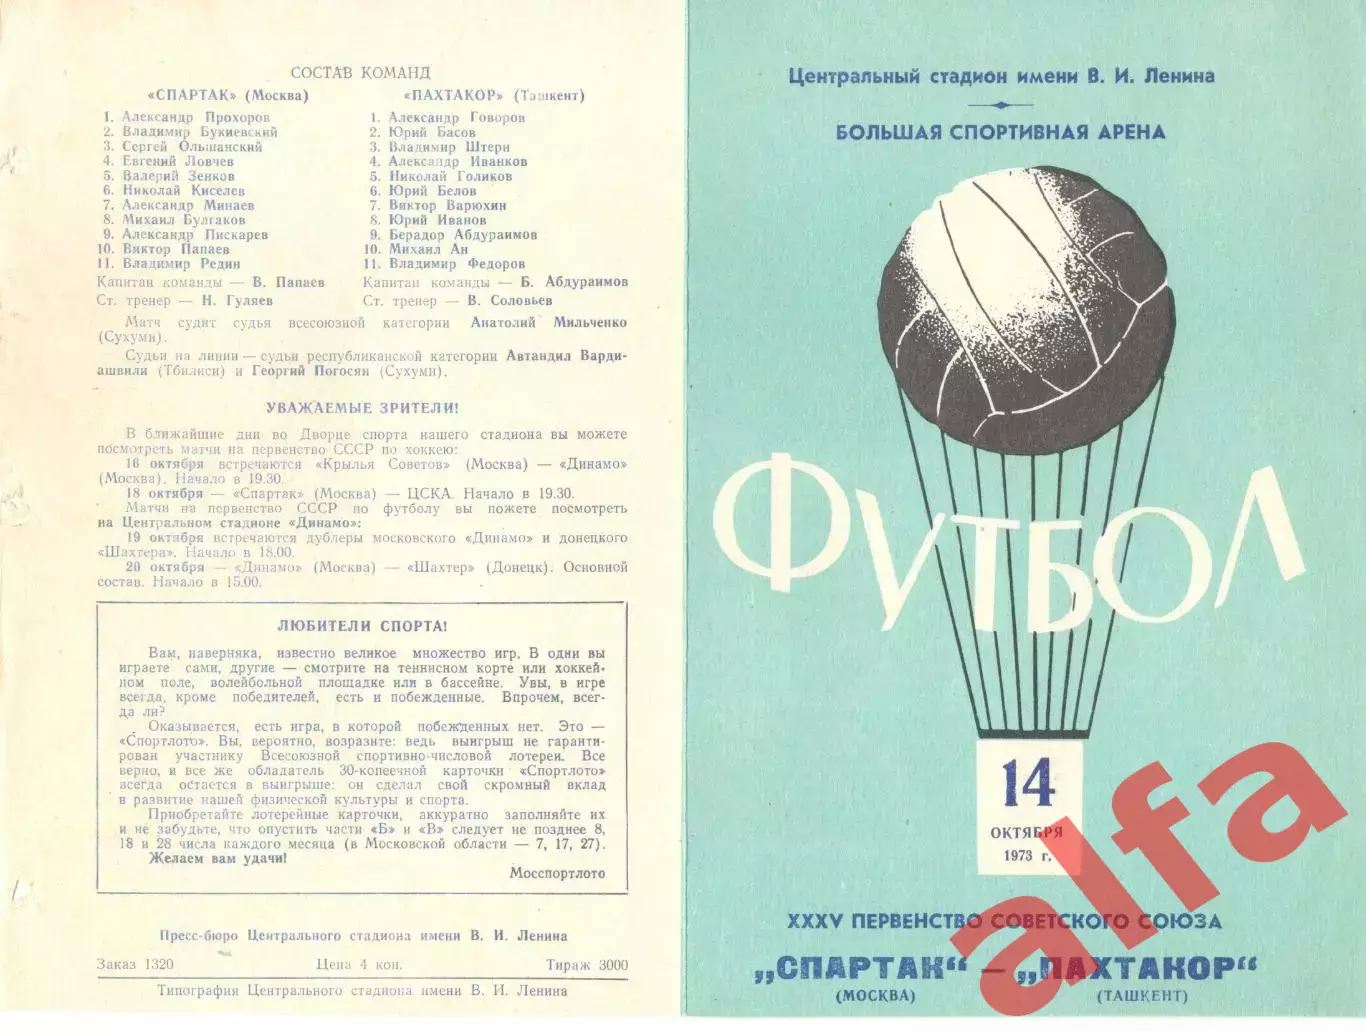 СОСТАВ КОМАНД
«СПАРТАК» (Москва)
1. Александр Прохоров
2. Владимир Букиевский
3. Сергей Ольшанский
4. Евгений Ловчев
5. Валерий Зенков
6. Николай Киселев
7. Александр Минаев
8. Михаил Булгаков
9. Александр Пискарев
10. Виктор Папаев
11. Владимир Редин
Капитан команды — В. Папаев
Ст. тренер — Н. Гуляев
«ПАХТАКОР» (Ташкент)
1. Александр Говоров
2. Юрий Басов
3. Владимир Штерн
4. Александр Иванков
5. Николай Голиков
6. Юрий Белов
7. Виктор Варюхин
8. Юрий Иванов
9. Берадор Абдураимов
10. Михаил Ан
11. Владимир Федоров
Капитан команды — Б. Абдураимов
Ст. тренер — В. Соловьев
Матч судит судья всесоюзной категории Анатолий Мильченко
(Сухуми).
Судьи на линии — судьи республиканской категории Автандил Варди-
ашвили (Тбилиси) и Георгий Погосян (Сухуми).
УВАЖАЕМЫЕ ЗРИТЕЛИ!
В ближайшие дни во Дворце спорта нашего стадиона вы можете
посмотреть матчи на первенство СССР по хоккею:
16 октября встречаются «Крылья Советов» (Москва) — «Динамо»
(Москва). Начало в 19.30.
18 октября — «Спартак» (Москва) — ЦСКА. Начало в 19.30.
Матчи на первенство СССР по футболу вы пожете посмотреть
на Центральном стадионе «Динамо»:
19 октября встречаются дублеры московского «Динамо» и донецкого
«Шахтера». Начало в 18.00.
20 октября — «Динамо» (Москва) — «Шахтер» (Донецк). Основной
состав. Начало в 15.00.
ЛЮБИТЕЛИ СПОРТА!
Вам, наверняка, известно великое множество игр. В одни вы
играете сами, другие — смотрите на теннисном корте или хоккей-
ном поле, волейбольной площадке или в бассейне. Увы, в игре
всегда, кроме победителей, есть и побежденные. Впрочем, всег-
да ли?
Оказывается, есть игра, в которой побежденных нет. Это —
«Спортлото». Вы, вероятно, возразите: ведь выигрыш не гаранти-
рован участнику Всесоюзной спортивно-числовой лотереи. Все
верно, и все же обладатель 30-копеечной карточки «Спортлото»
всегда остается в выигрыше: он сделал свой скромный вклад
в развитие нашей физической культуры и спорта.
Приобретайте лотерейные карточки, аккуратно заполняйте их
и не забудьте, что опустить части «Б» и «В» следует не позднее 8,
18 и 28 числа каждого месяца (в Московской области — 7, 17, 27).
Желаем вам удачи!
Мосспортлото
Пресс-бюро Центрального стадиона имени В. И. Ленина
Заказ 1320 Цена 4 коп. Тираж 3000
Типография Центрального стадиона имени В. И. Ленина
Центральный стадион имени В. И. Ленина
БОЛЬШАЯ СПОРТИВНАЯ АРЕНА
ФУТБОЛ
14
ОКТЯБРЯ
1973 г.
XXXV ПЕРВЕНСТВО СОВЕТСКОГО СОЮЗА
„СПАРТАК“ — „ПАХТАКОР“
(МОСКВА) (ТАШКЕНТ)
alfa